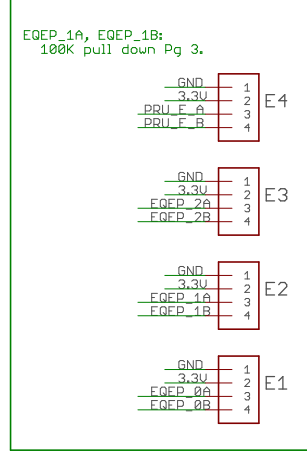 EQEP_1A, EQEP_1B:
100K pull down Pg 3.
GND 1
3.3V 2 E4
PRU_E_A 3
PRU_E_B 4
GND 1
3.3V 2 E3
EQEP_2A 3
EQEP_2B 4
GND 1
3.3V 2 E2
EQEP_1A 3
EQEP_1B 4
GND 1
3.3V 2 E1
EQEP_0A 3
EQEP_0B 4